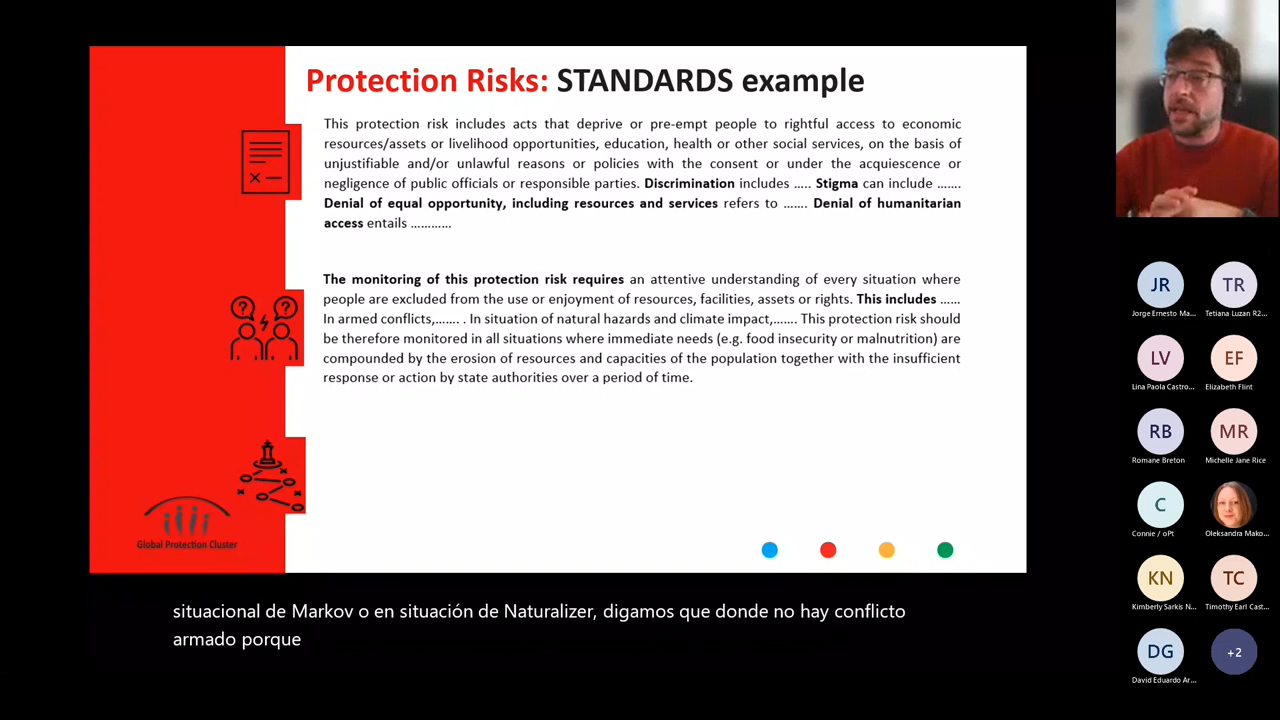 Protection Risks: STANDARDS example
This protection risk includes acts that deprive or pre-empt people to rightful access to economic
resources/assets or livelihood opportunities, education, health or other social services, on the basis of
unjustifiable and/or unlawful reasons or policies with the consent or under the acquiescence or
negligence of public officials or responsible parties. Discrimination includes ..... Stigma can include .......
Denial of equal opportunity, including resources and services refers to ....... Denial of humanitarian
access entails ............
The monitoring of this protection risk requires an attentive understanding of every situation where
people are excluded from the use or enjoyment of resources, facilities, assets or rights. This includes ......
In armed conflicts,....... . In situation of natural hazards and climate impact,....... This protection risk should
be therefore monitored in all situations where immediate needs (e.g. food insecurity or malnutrition) are
compounded by the erosion of resources and capacities of the population together with the insufficient
response or action by state authorities over a period of time.
Global Protection Cluster
situacional de Markov o en situación de Naturalizer, digamos que donde no hay conflicto
armado porque
JR TR
Jorge Ernesto Ma... Tetiana Luzan R2...
LV EF
Lina Paola Castro... Elizabeth Flint
RB MR
Romane Breton Michelle Jane Rice
C
Connie / oPt Oleksandra Mako...
KN TC
Kimberly Sarkis N... Timothy Earl Cast...
DG +2
David Eduardo Ar...